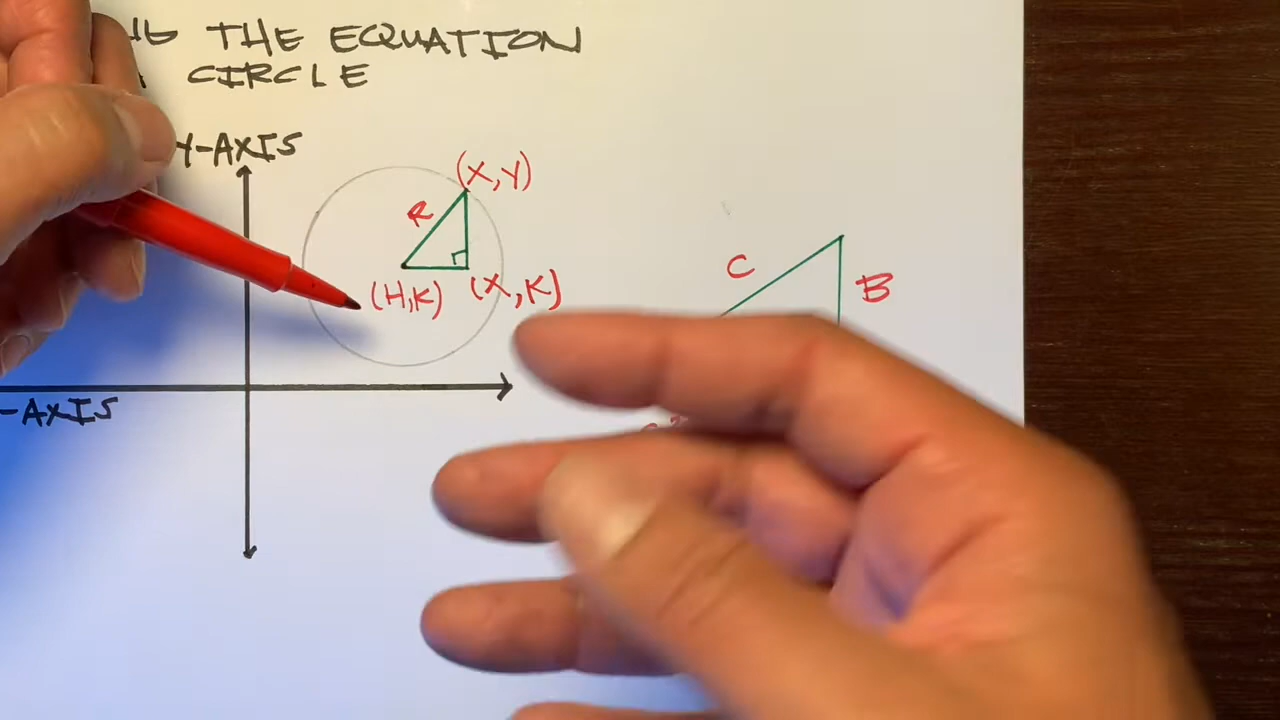 THE EQUATION
CIRCLE
Y-AXIS
(X,Y)
R
(H,K)
(X,K)
-AXIS
C
B